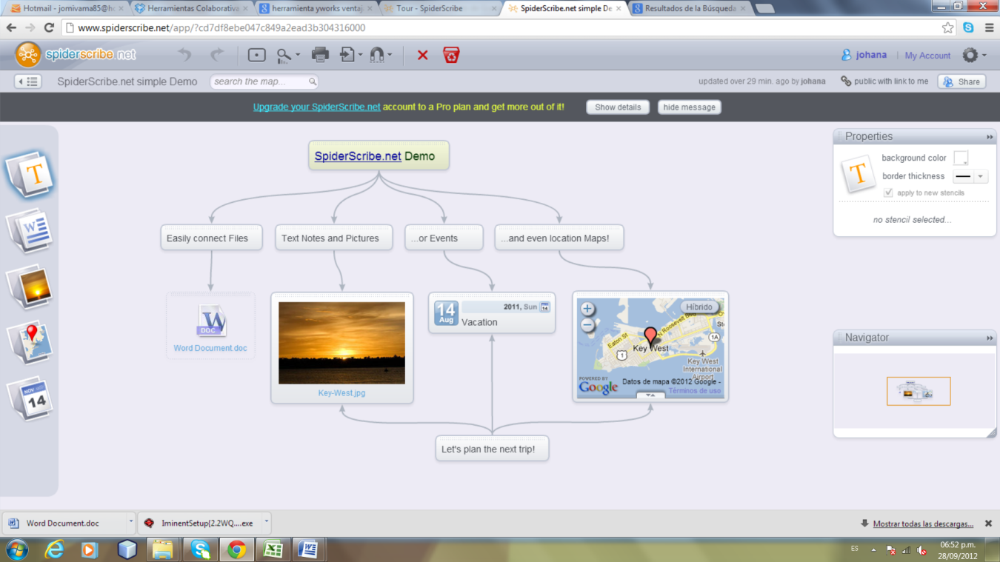 Hotmail - jomivama85@h
Herramientas Colaborativa
herramienta yworks ventaj
Tour - SpiderScribe
SpiderScribe.net simple De
Resultados de la Búsqueda
www.spiderscribe.net/app/?cd7df8ebe047c849a2ead3b304316000
spiderscribe.net
johana
My Account
SpiderScribe.net simple Demo
search the map...
updated over 29 min. ago by johana
public with link to me
Share
Upgrade your SpiderScribe.net account to a Pro plan and get more out of it!
Show details
hide message
SpiderScribe.net Demo
Easily connect Files
Text Notes and Pictures
...or Events
...and even location Maps!
DOC
Word Document.doc
Key-West.jpg
14
Aug
2011, Sun
14
Vacation
Híbrido
N Roosevelt Blvd
Eaton St
1A
1
Key West
Key West
International
Airport
POWERED BY
Google
Datos de mapa ©2012 Google -
Términos de uso
Let's plan the next trip!
T
W
NOV
14
Properties
T
background color
border thickness
apply to new stencils
no stencil selected...
Navigator
Word Document.doc
IminentSetup{2.2WQ....exe
Mostrar todas las descargas...
ES
06:52 p.m.
28/09/2012